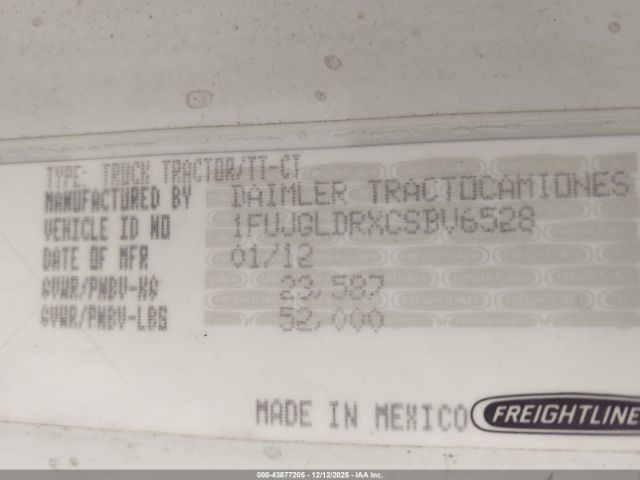 TYPE: TRUCK TRACTOR/TT-CT
MANUFACTURED BY DAIMLER TRACTOCAMIONES
VEHICLE ID NO 1FUJGLDRXCSBV6528
DATE OF MFR 01/12
GVWR/PNBV-KG 23,587
GVWR/PNBV-LBS 52,000
MADE IN MEXICO FREIGHTLINE
000-43877205 - 12/12/2025 - IAA Inc.